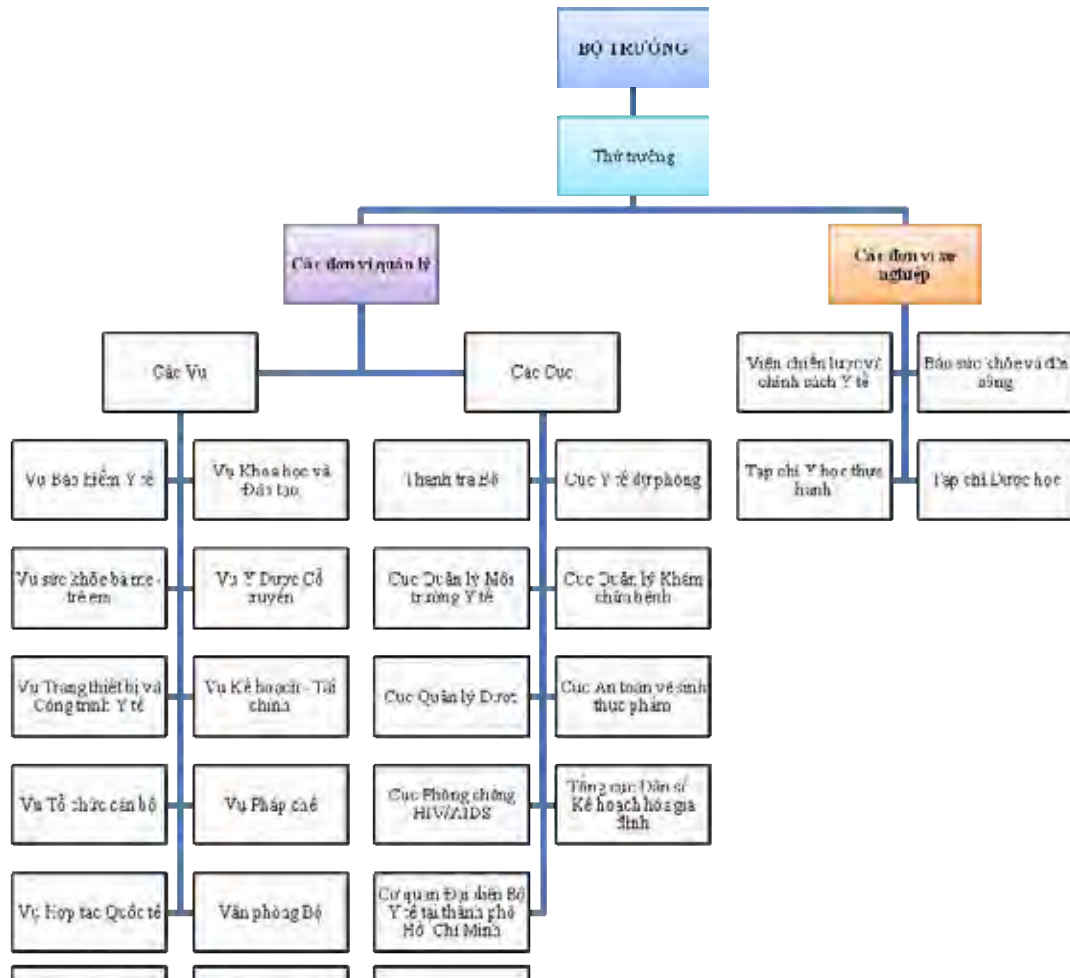 BỘ TRƯỞNG
Thứ trưởng
Các đơn vị quản lý
Các đơn vị sự
nghiệp
Các Vụ
Các Cục
Viện chiến lược và
chính sách Y tế
Báo sức khỏe và đời
sống
Vụ Bảo hiểm Y tế
Vụ Khoa học và
Đào tạo
Thanh tra Bộ
Cục Y tế dự phòng
Tạp chí Y học thực
hành
Tạp chí Dược học
Vụ sức khỏe bà mẹ -
trẻ em
Vụ Y Dược Cổ
truyền
Cục Quản lý Môi
trường Y tế
Cục Quản lý Khám
chữa bệnh
Vụ Trang thiết bị và
Công trình Y tế
Vụ Kế hoạch - Tài
chính
Cục Quản lý Dược
Cục An toàn vệ sinh
thực phẩm
Vụ Tổ chức cán bộ
Vụ Pháp chế
Cục Phòng chống
HIV/AIDS
Tổng cục Dân số
Kế hoạch hóa gia
đình
Vụ Hợp tác Quốc tế
Văn phòng Bộ
Cơ quan Đại diện Bộ
Y tế tại thành phố
Hồ Chí Minh